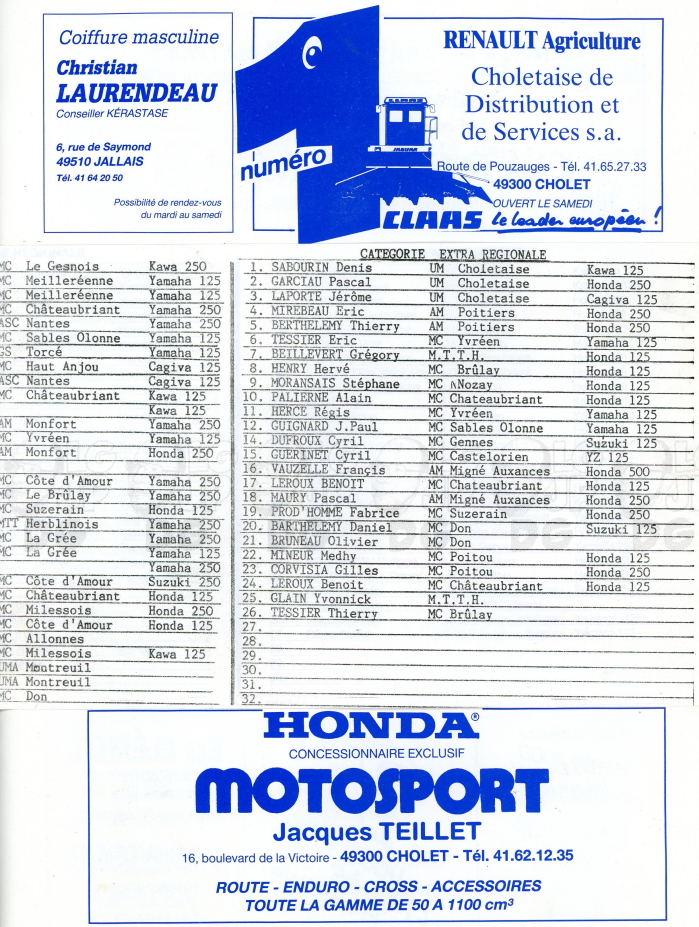 Coiffure masculine
Christian
LAURENDEAU
Conseiller KÉRASTASE
6, rue de Saymond
49510 JALLAIS
Tél. 41 64 20 50
Possibilité de rendez-vous
du mardi au samedi
numéro 1
RENAULT Agriculture
Choletaise de
Distribution et
de Services s.a.
Route de Pouzauges - Tél. 41.65.27.33
49300 CHOLET
OUVERT LE SAMEDI
CLAAS le leader européen !
MC Le Gesnois Kawa 250
MC Meilleréenne Yamaha 125
MC Meilleréenne Yamaha 125
MC Châteaubriant Yamaha 250
ASC Nantes Yamaha 250
MC Sables Olonne Yamaha 125
GS Torcé Yamaha 125
MC Haut Anjou Cagiva 125
ASC Nantes Cagiva 125
MC Châteaubriant Kawa 125
Kawa 125
AM Monfort Yamaha 250
MC Yvréen Yamaha 125
AM Monfort Honda 250
MC Côte d'Amour Yamaha 250
MC Le Brûlay Yamaha 250
MC Suzerain Honda 125
MTT Herblinois Yamaha 250
MC La Grée Yamaha 250
MC La Grée Yamaha 125
Yamaha 250
MC Côte d'Amour Suzuki 250
MC Châteaubriant Honda 125
MC Milessois Honda 250
MC Côte d'Amour Honda 125
MC Allonnes
MC Milessois Kawa 125
UMA Montreuil
UMA Montreuil
MC Don
CATEGORIE EXTRA REGIONALE
1. SABOURIN Denis UM Choletaise Kawa 125
2. GARCIAU Pascal UM Choletaise Honda 250
3. LAPORTE Jérôme UM Choletaise Cagiva 125
4. MIREBEAU Eric AM Poitiers Honda 250
5. BERTHELEMY Thierry AM Poitiers Honda 250
6. TESSIER Eric MC Yvréen Yamaha 125
7. BEILLEVERT Grégory M.T.T.H. Honda 125
8. HENRY Hervé MC Brûlay Honda 125
9. MORANSAIS Stéphane MC Nozay Honda 125
10. PALIERNE Alain MC Chateaubriant Honda 125
11. HERCE Régis MC Yvréen Yamaha 125
12. GUIGNARD J.Paul MC Sables Olonne Yamaha 125
14. DUFROUX Cyril MC Gennes Suzuki 125
15. GUERINET Cyril MC Castelorien YZ 125
16. VAUZELLE Françis AM Migné Auxances Honda 500
17. LEROUX BENOIT MC Chateaubriant Honda 125
18. MAURY Pascal AM Migné Auxances Honda 250
19. PROD'HOMME Fabrice MC Suzerain Honda 250
20. BARTHELEMY Daniel MC Don Suzuki 125
21. BRUNEAU Olivier MC Don
22. MINEUR Medhy MC Poitou Honda 125
23. CORVISIA Gilles MC Poitou Honda 250
24. LEROUX Benoit MC Châteaubriant Honda 125
25. GLAIN Yvonnick M.T.T.H.
26. TESSIER Thierry MC Brûlay
27.
28.
29.
30.
31.
32.
HONDA®
CONCESSIONNAIRE EXCLUSIF
MOTOSPORT
Jacques TEILLET
16, boulevard de la Victoire - 49300 CHOLET - Tél. 41.62.12.35
ROUTE - ENDURO - CROSS - ACCESSOIRES
TOUTE LA GAMME DE 50 A 1100 cm³